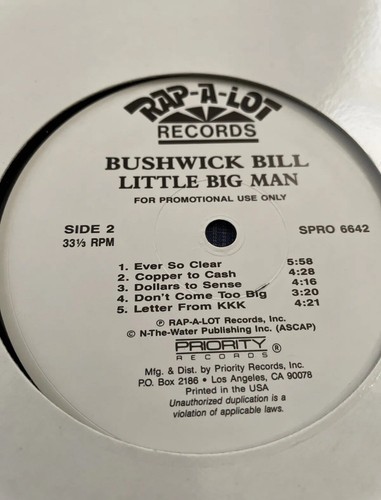 RAP-A-LOT
RECORDS
BUSHWICK BILL
LITTLE BIG MAN
FOR PROMOTIONAL USE ONLY
SIDE 2
33⅓ RPM
SPRO 6642
1. Ever So Clear 5:58
2. Copper to Cash 4:28
3. Dollars to Sense 4:16
4. Don't Come Too Big 3:20
5. Letter From KKK 4:21
℗ RAP-A-LOT Records, Inc.
© N-The-Water Publishing Inc. (ASCAP)
PRIORITY ®
RECORDS
Mfg. & Dist. by Priority Records, Inc.
P.O. Box 2186 • Los Angeles, CA 90078
Printed in the USA
Unauthorized duplication is a
violation of applicable laws.